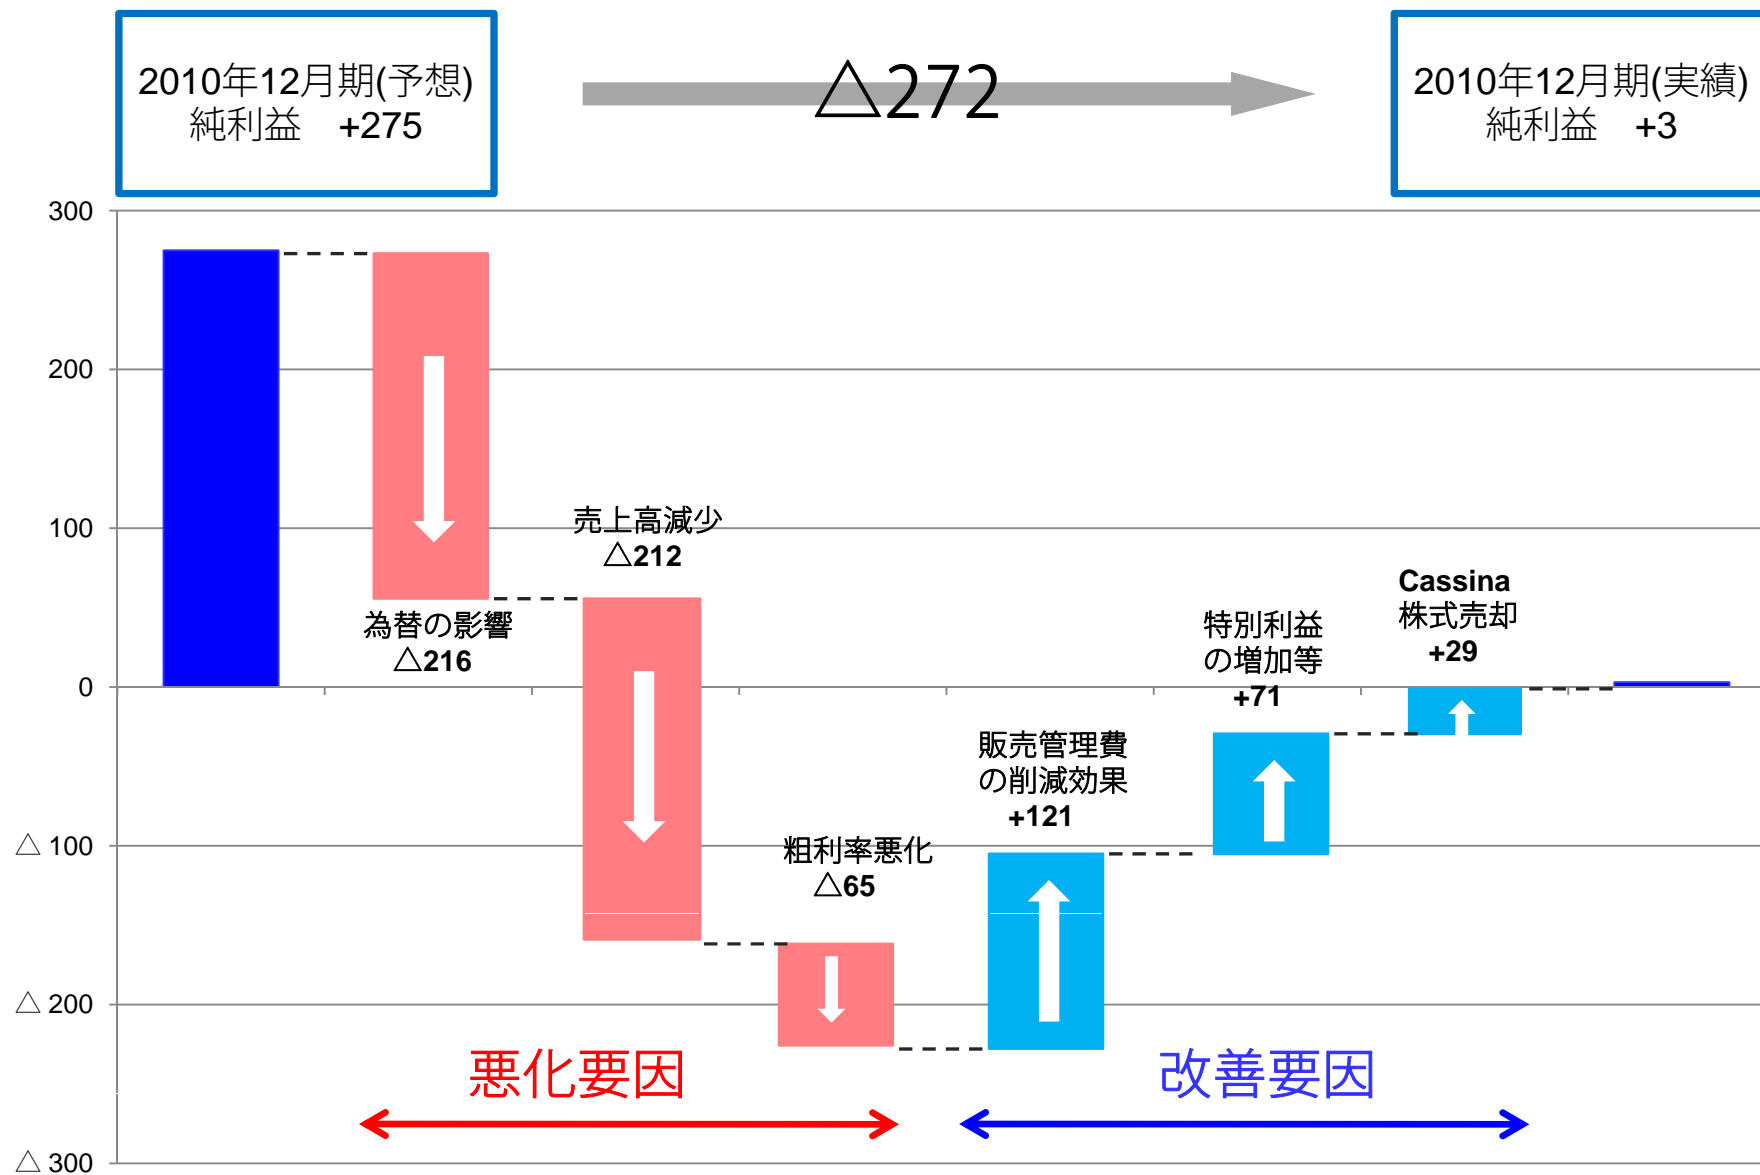 2010年12月期(予想)
純利益 +275
△272
2010年12月期(実績)
純利益 +3
300
200
100
0
△ 100
△ 200
△ 300
為替の影響
△216
売上高減少
△212
粗利率悪化
△65
販売管理費
の削減効果
+121
特別利益
の増加等
+71
Cassina
株式売却
+29
悪化要因
改善要因